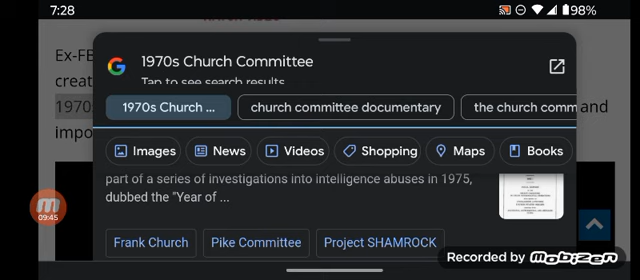 7:28
98%
Ex-FB
creat
1970
impo
and
1970s Church Committee
Tap to see search results
1970s Church ...
church committee documentary
the church comm
Images
News
Videos
Shopping
Maps
Books
part of a series of investigations into intelligence abuses in 1975,
dubbed the "Year of ...
Frank Church
Pike Committee
Project SHAMROCK
09:45
Recorded by mobizen